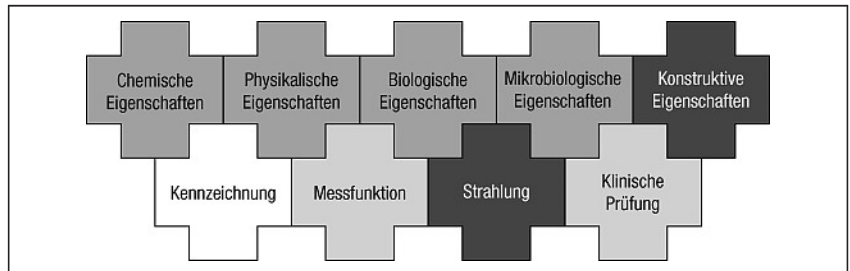 Chemische
Eigenschaften
Physikalische
Eigenschaften
Biologische
Eigenschaften
Mikrobiologische
Eigenschaften
Konstruktive
Eigenschaften
Kennzeichnung
Messfunktion
Strahlung
Klinische
Prüfung